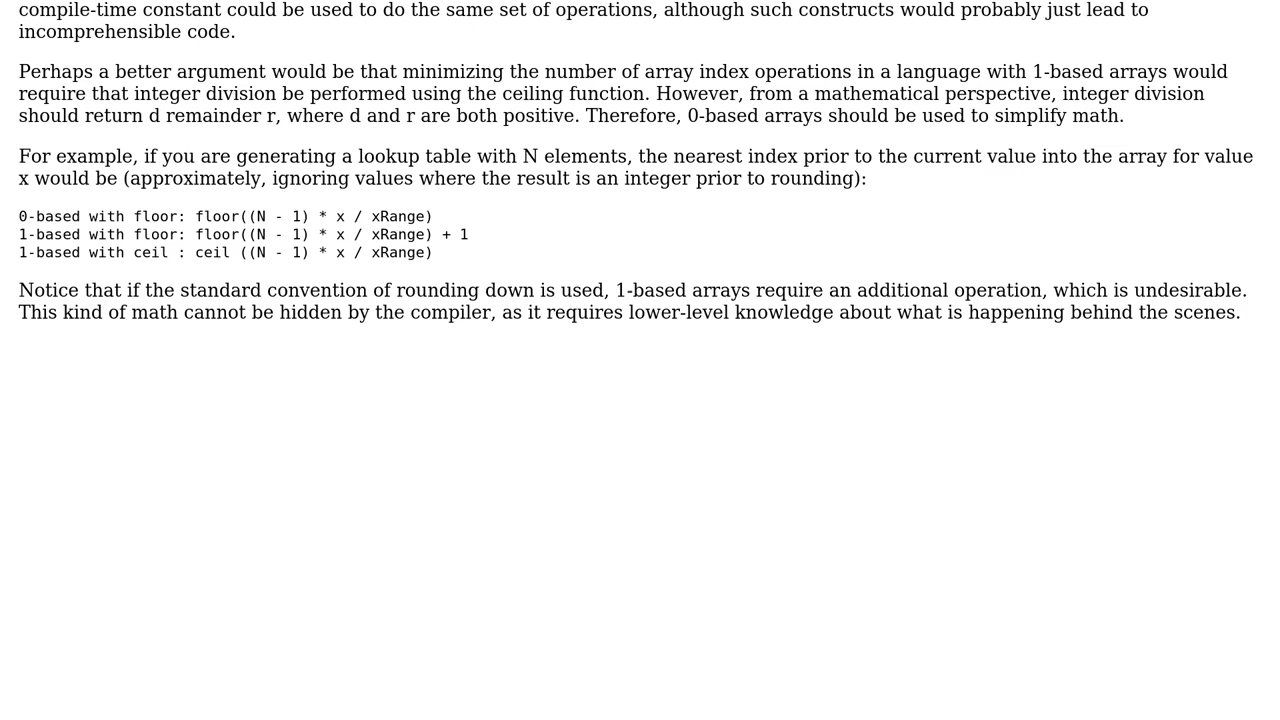 compile-time constant could be used to do the same set of operations, although such constructs would probably just lead to
incomprehensible code.
Perhaps a better argument would be that minimizing the number of array index operations in a language with 1-based arrays would
require that integer division be performed using the ceiling function. However, from a mathematical perspective, integer division
should return d remainder r, where d and r are both positive. Therefore, 0-based arrays should be used to simplify math.
For example, if you are generating a lookup table with N elements, the nearest index prior to the current value into the array for value
x would be (approximately, ignoring values where the result is an integer prior to rounding):
0-based with floor: floor((N - 1) * x / xRange)
1-based with floor: floor((N - 1) * x / xRange) + 1
1-based with ceil : ceil ((N - 1) * x / xRange)
Notice that if the standard convention of rounding down is used, 1-based arrays require an additional operation, which is undesirable.
This kind of math cannot be hidden by the compiler, as it requires lower-level knowledge about what is happening behind the scenes.